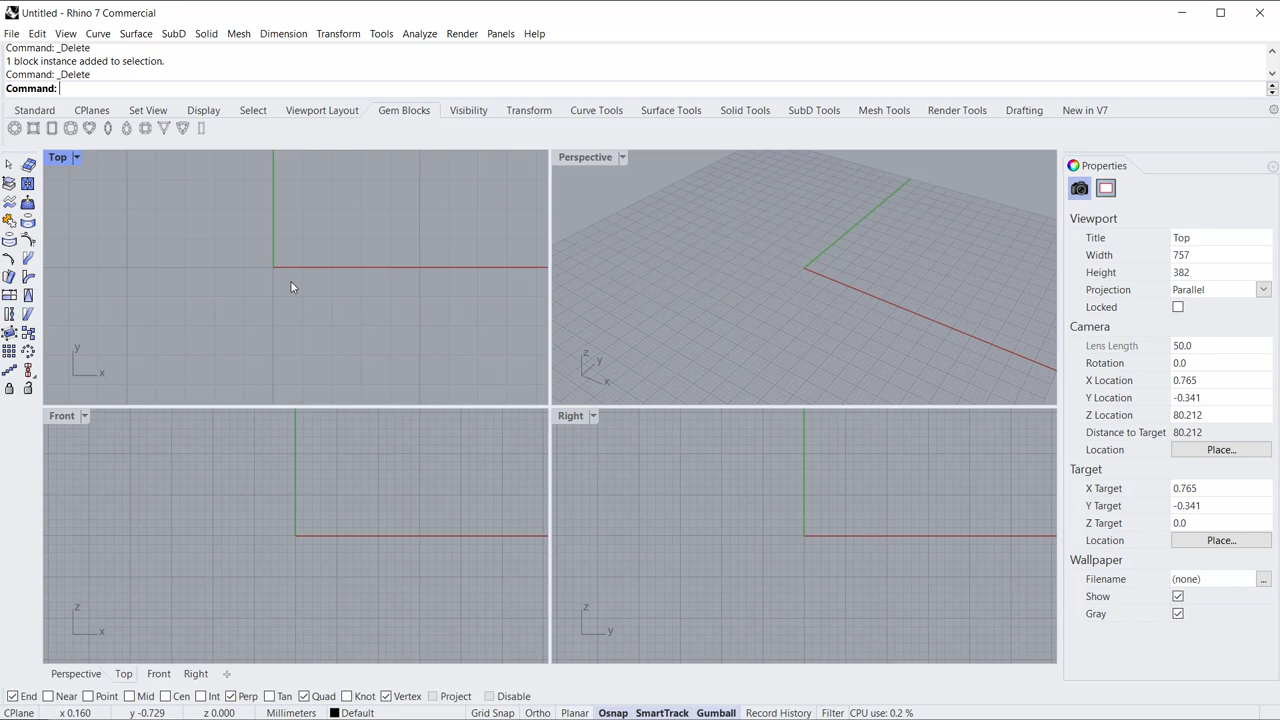 Untitled - Rhino 7 Commercial
File Edit View Curve Surface SubD Solid Mesh Dimension Transform Tools Analyze Render Panels Help
Command: _Delete
1 block instance added to selection.
Command: _Delete
Command:
Standard CPlanes Set View Display Select Viewport Layout Gem Blocks Visibility Transform Curve Tools Surface Tools Solid Tools SubD Tools Mesh Tools Render Tools Drafting New in V7
Top
y
x
Perspective
z
y
x
Front
z
x
Right
z
y
Properties
Viewport
Title Top
Width 757
Height 382
Projection Parallel
Locked
Camera
Lens Length 50.0
Rotation 0.0
X Location 0.765
Y Location -0.341
Z Location 80.212
Distance to Target 80.212
Location Place...
Target
X Target 0.765
Y Target -0.341
Z Target 0.0
Location Place...
Wallpaper
Filename (none) ...
Show
Gray
Perspective Top Front Right
End Near Point Mid Cen Int Perp Tan Quad Knot Vertex Project Disable
CPlane x 0.160 y -0.729 z 0.000 Millimeters Default Grid Snap Ortho Planar Osnap SmartTrack Gumball Record History Filter CPU use: 0.2 %